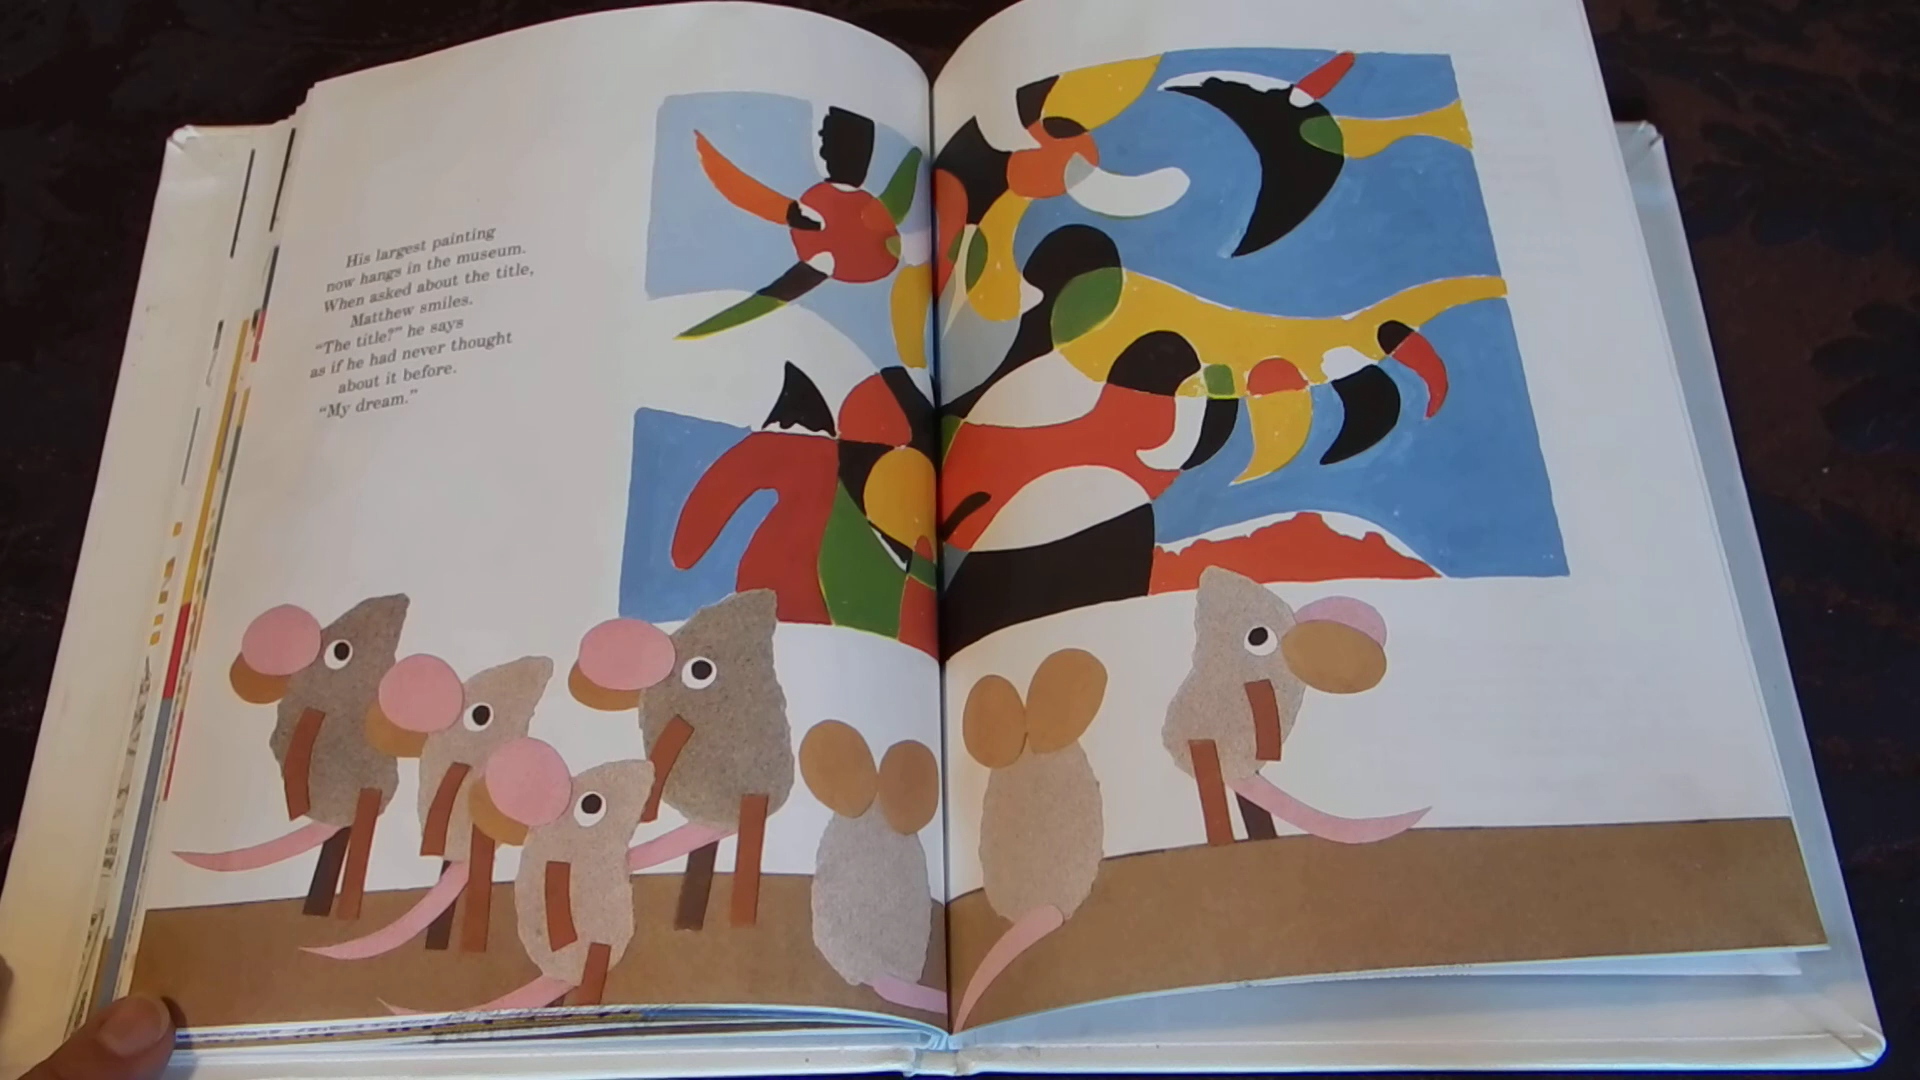 His largest painting
now hangs in the museum.
When asked about the title,
Matthew smiles.
“The title?” he says
as if he had never thought
about it before.
“My dream.”